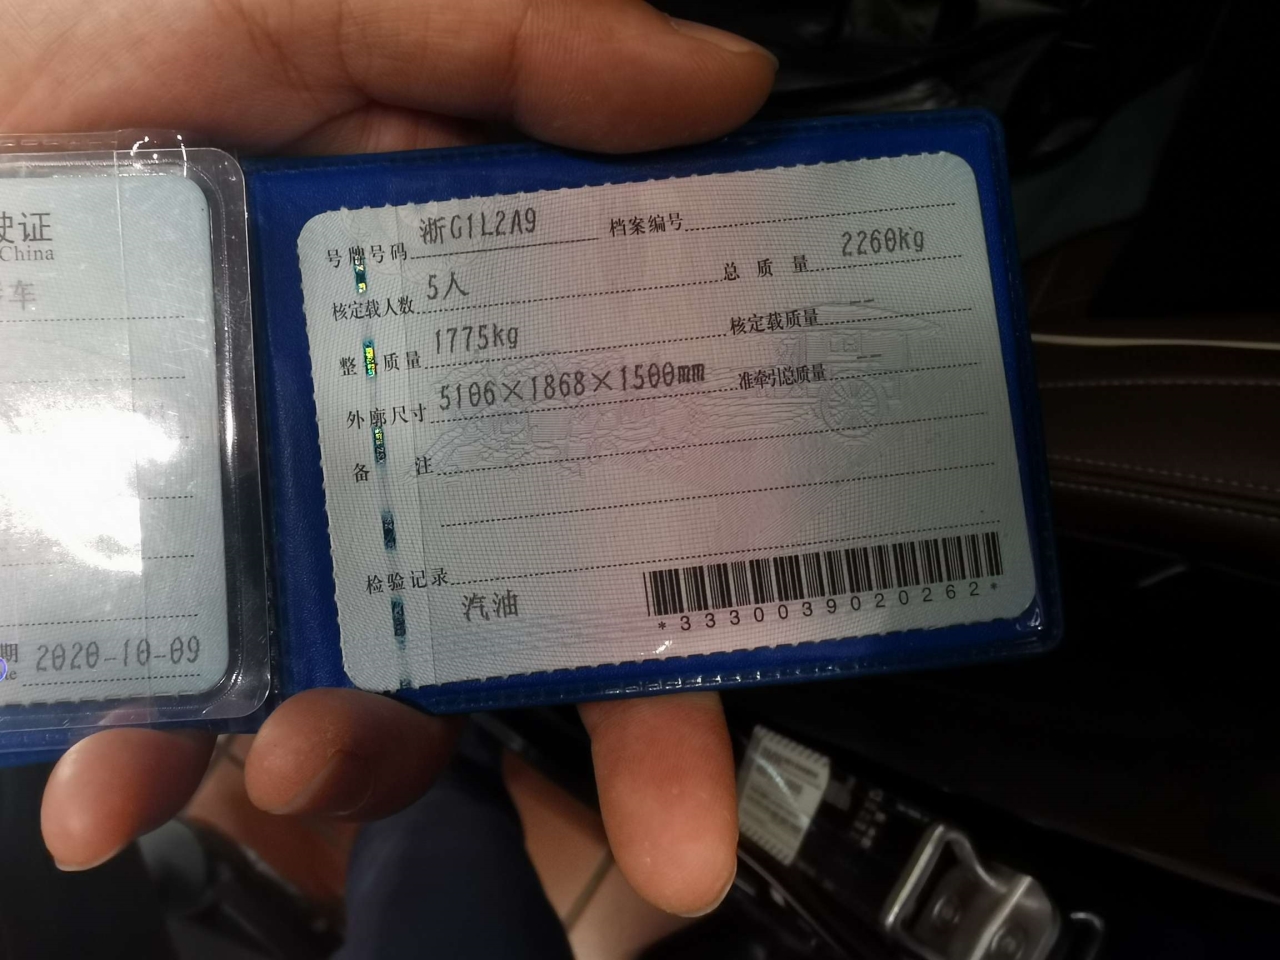 驶证
China
车
期 2020-10-09
号牌号码 浙G1L2A9 档案编号
核定载人数 5人 总质量 2260kg
整 质量 1775kg 核定载质量 --
外廓尺寸 5106×1868×1500mm 准牵引总质量 --
备注
检验记录
汽油
*3330039020262*